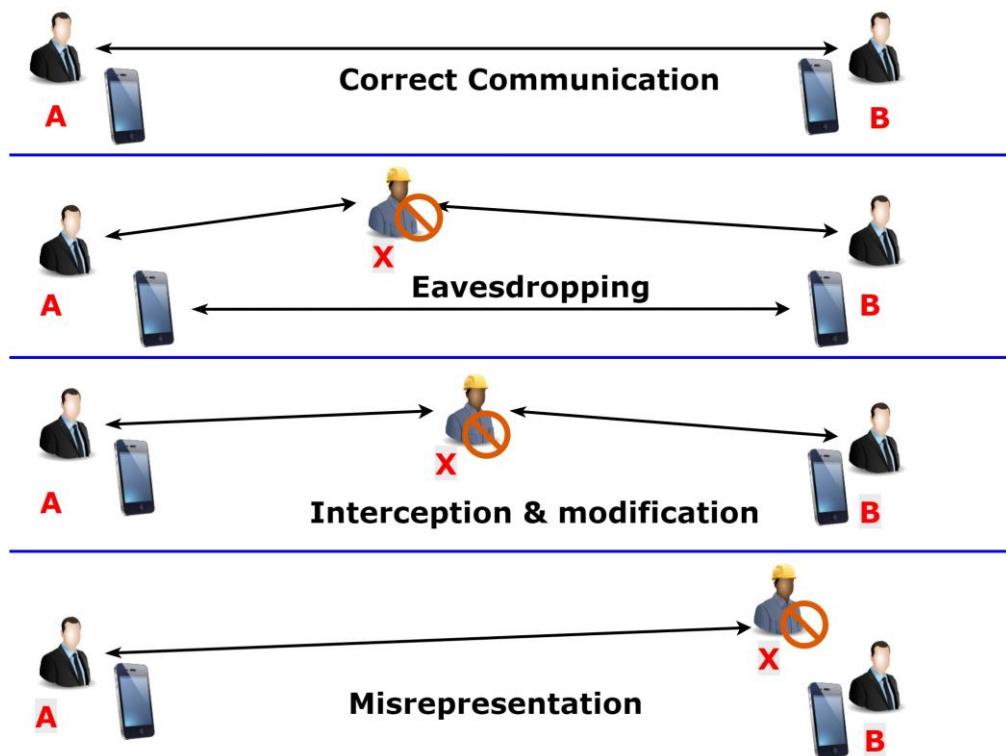 Correct Communication
A
B
X
Eavesdropping
A
B
X
A
B
Interception & modification
X
A
Misrepresentation
B